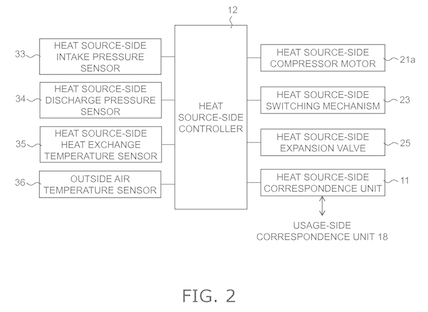 12
33
HEAT SOURCE-SIDE
INTAKE PRESSURE
SENSOR
34
HEAT SOURCE-SIDE
DISCHARGE PRESSURE
SENSOR
35
HEAT SOURCE-SIDE
HEAT EXCHANGE
TEMPERATURE SENSOR
36
OUTSIDE AIR
TEMPERATURE SENSOR
HEAT
SOURCE-SIDE
CONTROLLER
HEAT SOURCE-SIDE
COMPRESSOR MOTOR
21a
HEAT SOURCE-SIDE
SWITCHING MECHANISM
23
HEAT SOURCE-SIDE
EXPANSION VALVE
25
HEAT SOURCE-SIDE
CORRESPONDENCE UNIT
11
USAGE-SIDE
CORRESPONDENCE UNIT 18
FIG. 2